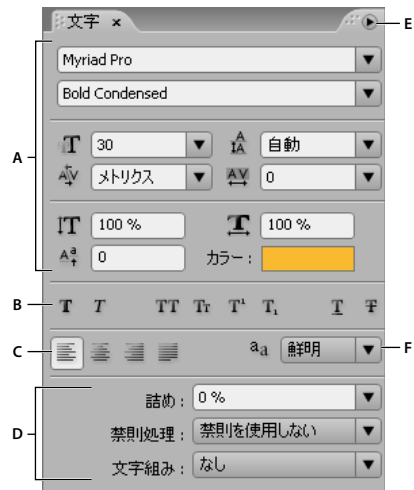 文字 ×
E
Myriad Pro
Bold Condensed
A
T 30 自動
メトリクス AV 0
T 100 % T 100 %
Aa 0 カラー:
B
T T TT Tr T¹ T₁ T T
C
aa 鮮明
F
D
詰め: 0 %
禁則処理: 禁則を使用しない
文字組み: なし